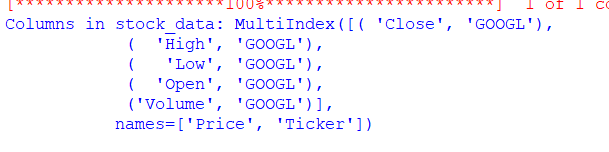 [*********************100%***********************]  1 of 1 co
Columns in stock_data: MultiIndex([( 'Close', 'GOOGL'),
            (  'High', 'GOOGL'),
            (   'Low', 'GOOGL'),
            (  'Open', 'GOOGL'),
            ('Volume', 'GOOGL')],
           names=['Price', 'Ticker'])